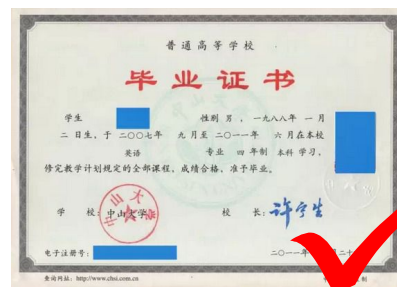 普通高等学校
毕业证书
学生 性别 男，一九八八年 一月
二日生，于二〇〇七年 九月至二〇一一年 六月在本校
英语 专业 四年制 本科 学习，
修完教学计划规定的全部课程，成绩合格，准予毕业。
中山大学
学 校：中山大学 校 长：许宁生
电子注册号： 二〇一一年
查询网址：http://www.chsi.com.cn